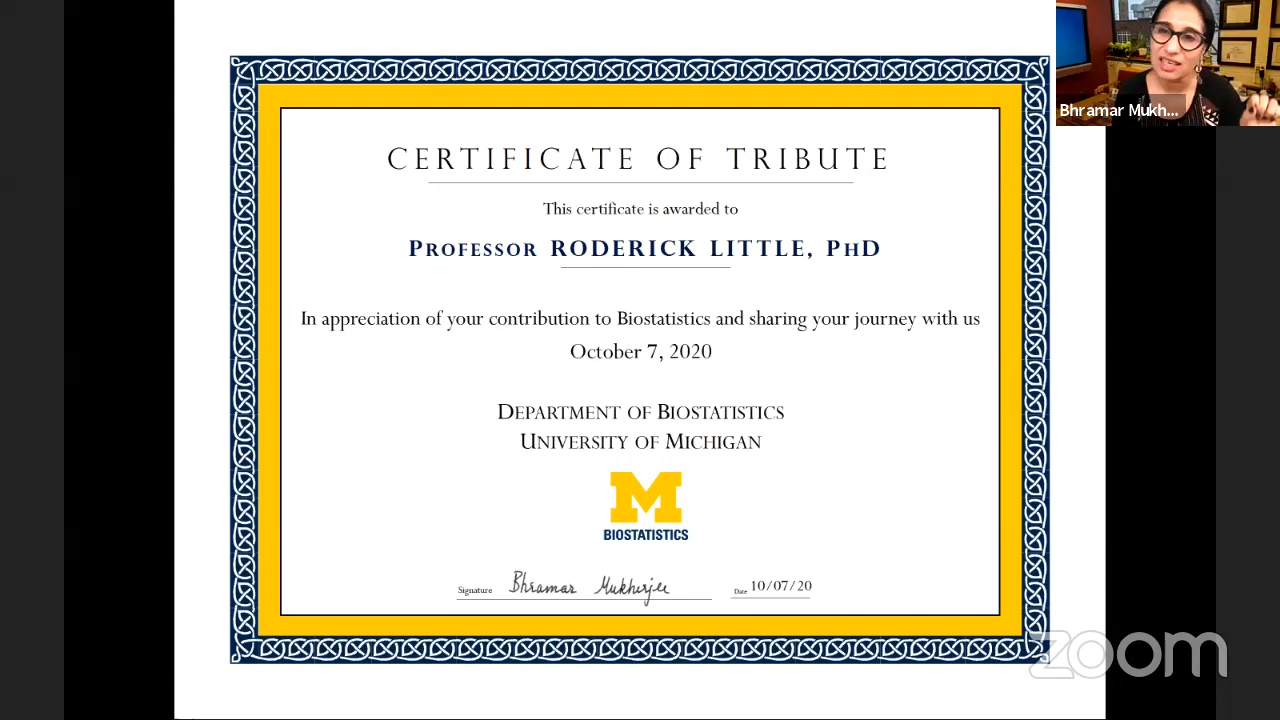 CERTIFICATE OF TRIBUTE
This certificate is awarded to
PROFESSOR RODERICK LITTLE, PHD
In appreciation of your contribution to Biostatistics and sharing your journey with us
October 7, 2020
DEPARTMENT OF BIOSTATISTICS
UNIVERSITY OF MICHIGAN
M
BIOSTATISTICS
Signature Bhramar Mukherjee Date 10/07/20
Bhramar Mukh...
zoom